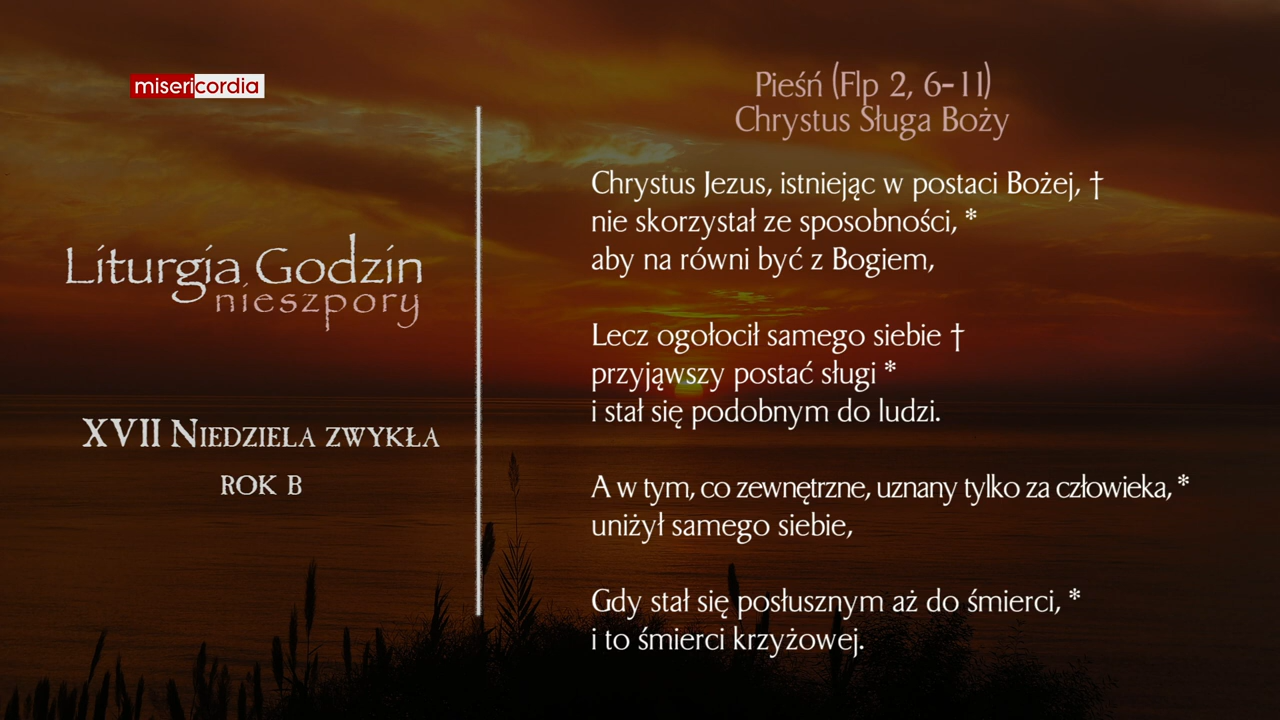 misericordia
Liturgia Godzin
nieszpory
XVII Niedziela zwykła
rok B
Pieśń (Flp 2, 6-11)
Chrystus Sługa Boży
Chrystus Jezus, istniejąc w postaci Bożej, †
nie skorzystał ze sposobności, *
aby na równi być z Bogiem,
Lecz ogołocił samego siebie †
przyjąwszy postać sługi *
i stał się podobnym do ludzi.
A w tym, co zewnętrzne, uznany tylko za człowieka, *
uniżył samego siebie,
Gdy stał się posłusznym aż do śmierci, *
i to śmierci krzyżowej.